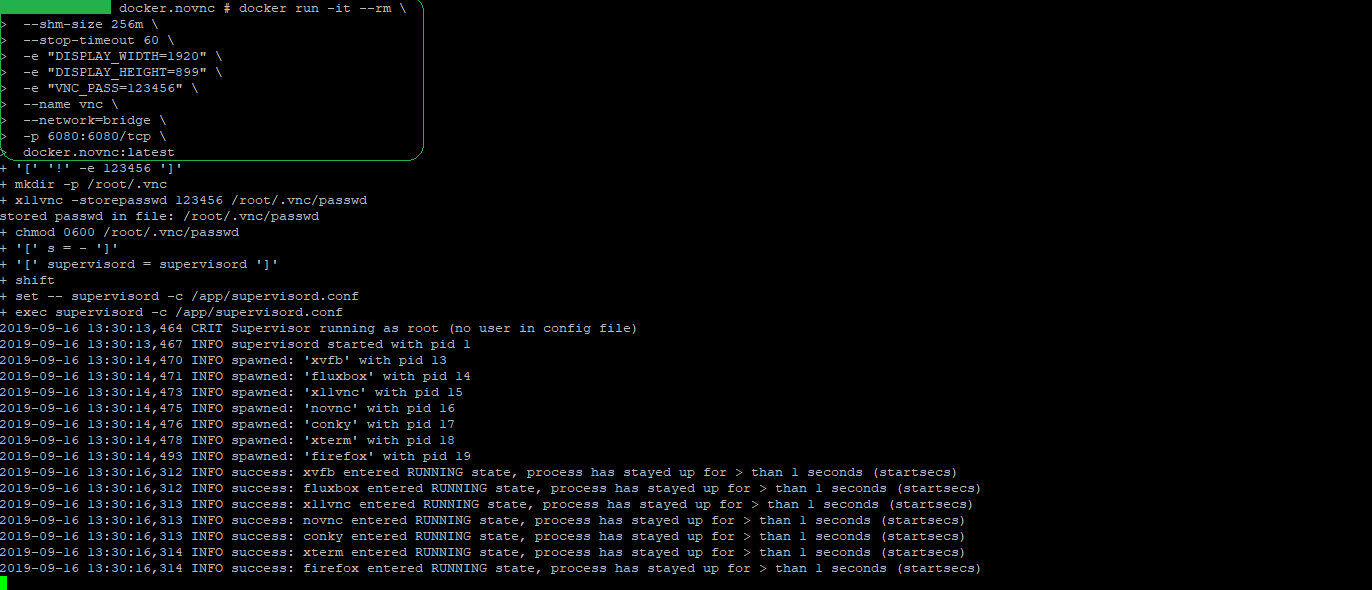 docker.novnc # docker run -it --rm \
>  --shm-size 256m \
>  --stop-timeout 60 \
>  -e "DISPLAY_WIDTH=1920" \
>  -e "DISPLAY_HEIGHT=899" \
>  -e "VNC_PASS=123456" \
>  --name vnc \
>  --network=bridge \
>  -p 6080:6080/tcp \
>  docker.novnc:latest
+ '[' '!' -e 123456 ']'
+ mkdir -p /root/.vnc
+ x11vnc -storepasswd 123456 /root/.vnc/passwd
stored passwd in file: /root/.vnc/passwd
+ chmod 0600 /root/.vnc/passwd
+ '[' s = - ']'
+ '[' supervisord = supervisord ']'
+ shift
+ set -- supervisord -c /app/supervisord.conf
+ exec supervisord -c /app/supervisord.conf
2019-09-16 13:30:13,464 CRIT Supervisor running as root (no user in config file)
2019-09-16 13:30:13,467 INFO supervisord started with pid 1
2019-09-16 13:30:14,470 INFO spawned: 'xvfb' with pid 13
2019-09-16 13:30:14,471 INFO spawned: 'fluxbox' with pid 14
2019-09-16 13:30:14,473 INFO spawned: 'x11vnc' with pid 15
2019-09-16 13:30:14,475 INFO spawned: 'novnc' with pid 16
2019-09-16 13:30:14,476 INFO spawned: 'conky' with pid 17
2019-09-16 13:30:14,478 INFO spawned: 'xterm' with pid 18
2019-09-16 13:30:14,493 INFO spawned: 'firefox' with pid 19
2019-09-16 13:30:16,312 INFO success: xvfb entered RUNNING state, process has stayed up for > than 1 seconds (startsecs)
2019-09-16 13:30:16,312 INFO success: fluxbox entered RUNNING state, process has stayed up for > than 1 seconds (startsecs)
2019-09-16 13:30:16,313 INFO success: x11vnc entered RUNNING state, process has stayed up for > than 1 seconds (startsecs)
2019-09-16 13:30:16,313 INFO success: novnc entered RUNNING state, process has stayed up for > than 1 seconds (startsecs)
2019-09-16 13:30:16,313 INFO success: conky entered RUNNING state, process has stayed up for > than 1 seconds (startsecs)
2019-09-16 13:30:16,314 INFO success: xterm entered RUNNING state, process has stayed up for > than 1 seconds (startsecs)
2019-09-16 13:30:16,314 INFO success: firefox entered RUNNING state, process has stayed up for > than 1 seconds (startsecs)